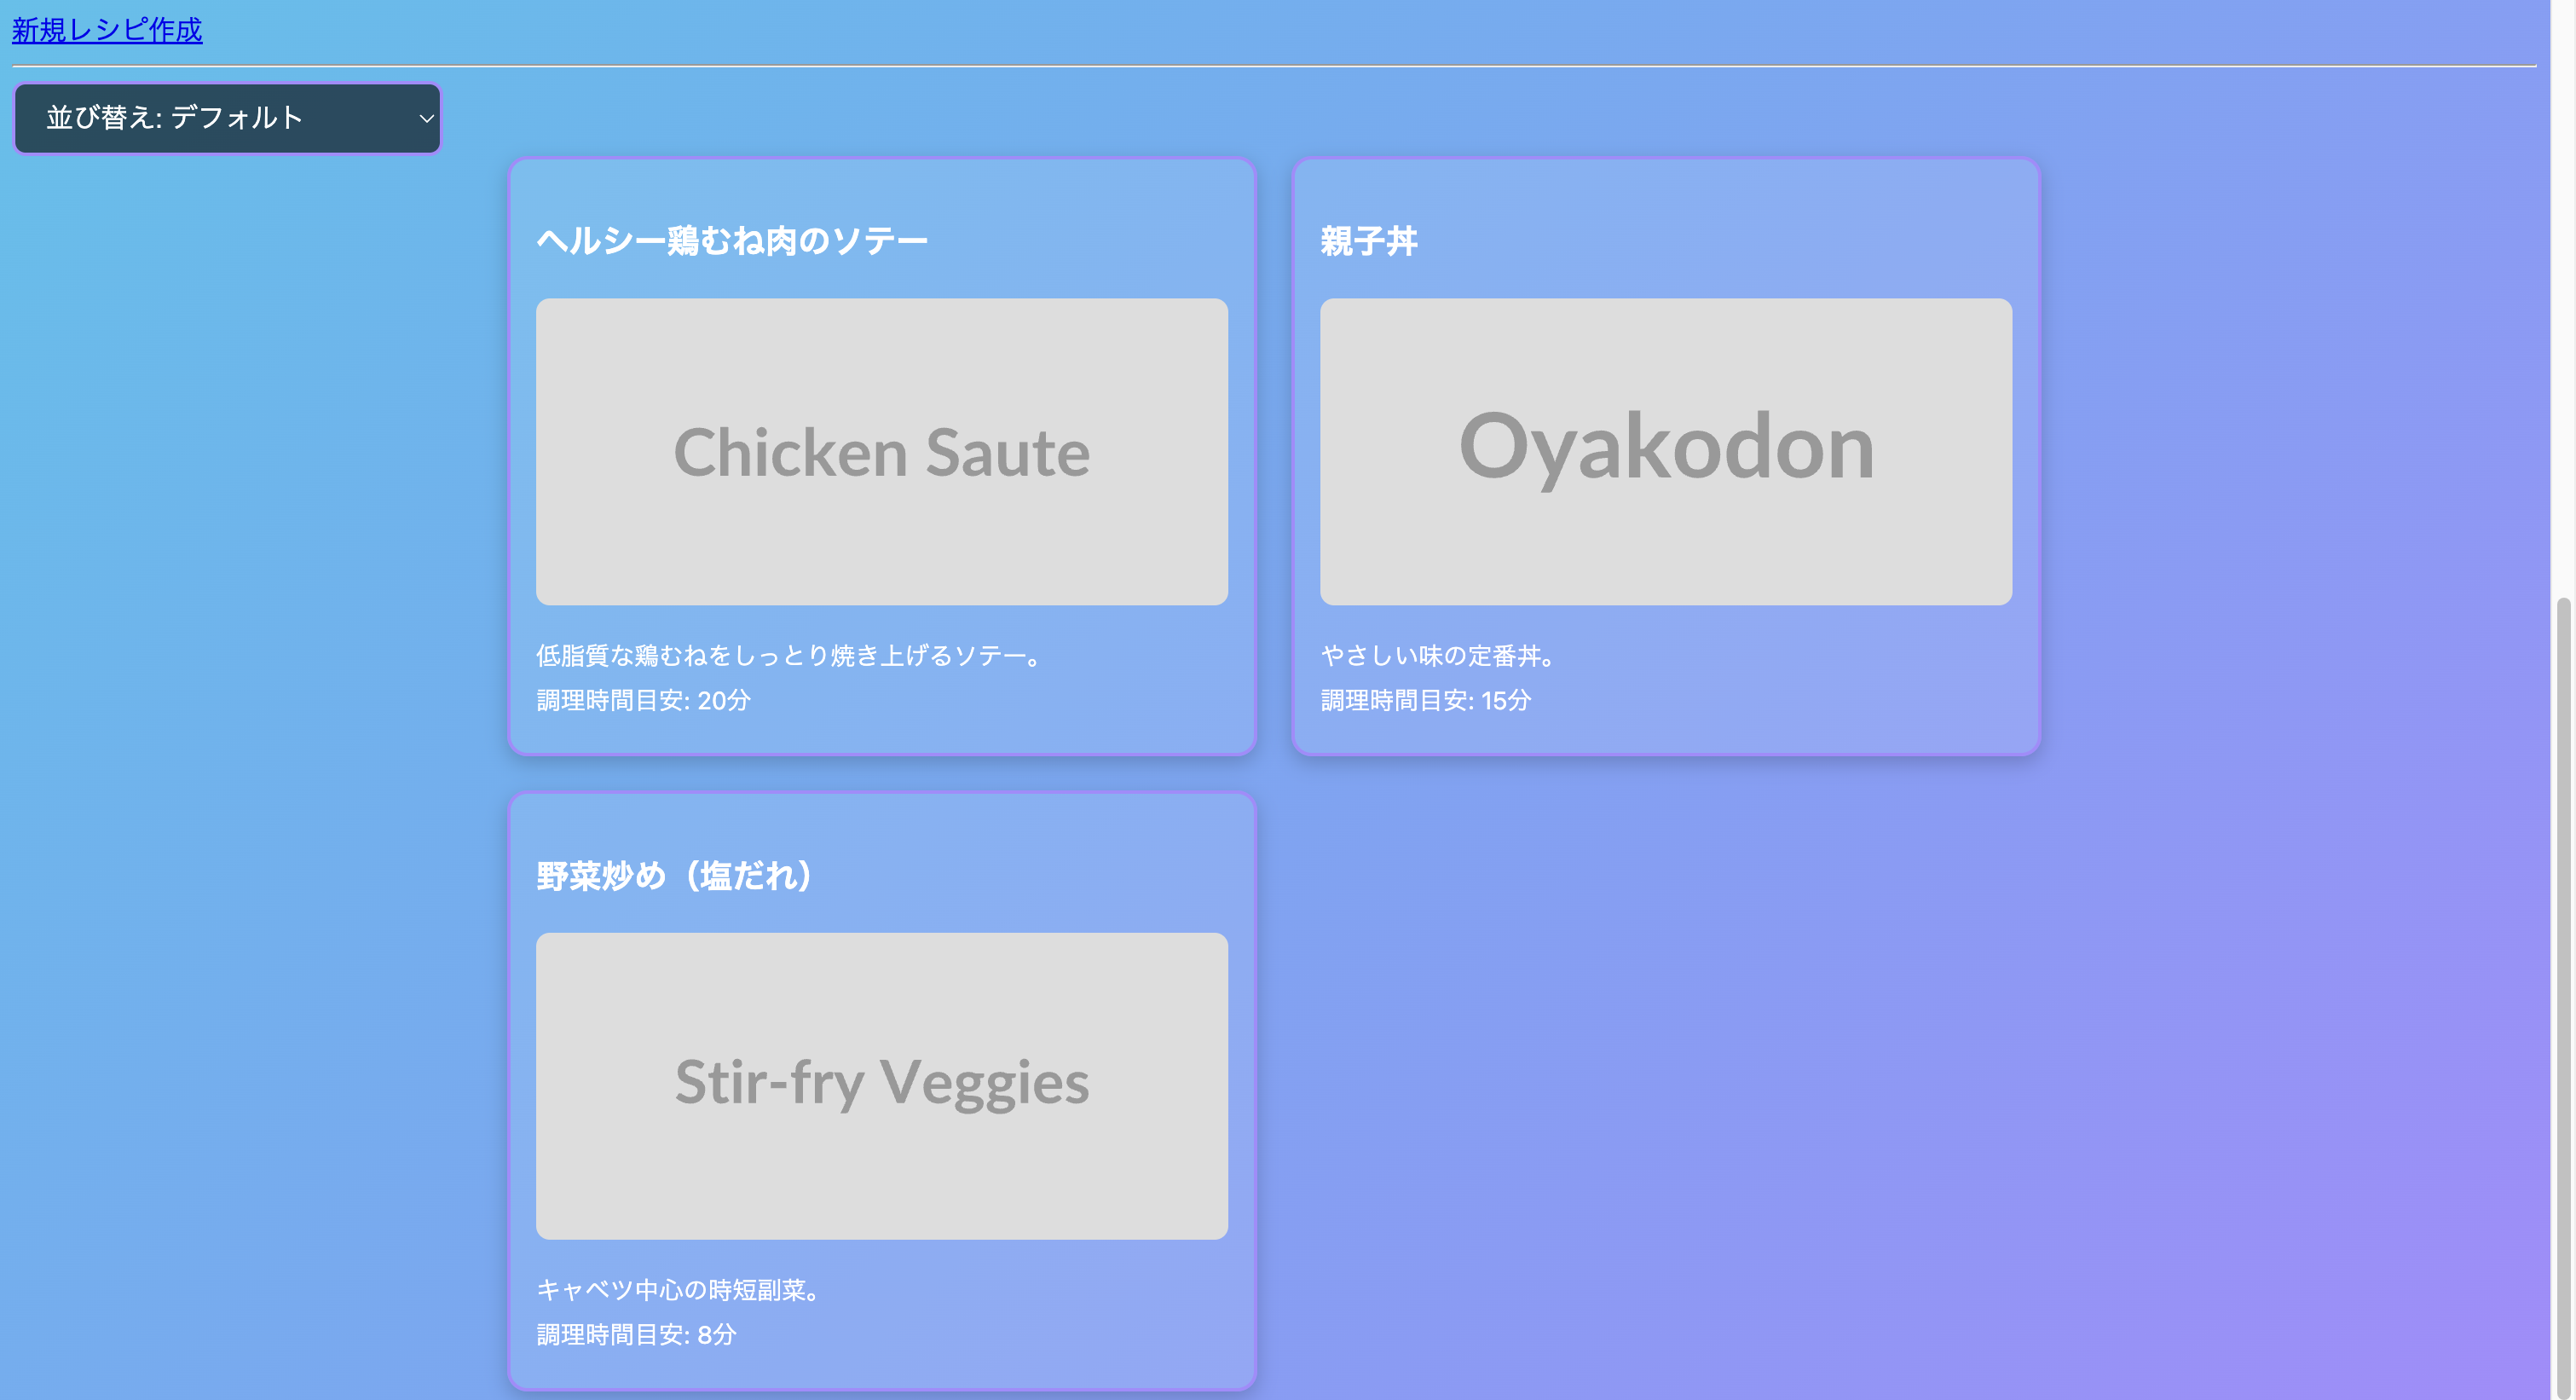 新規レシピ作成
並び替え: デフォルト
ヘルシー鶏むね肉のソテー
Chicken Saute
低脂質な鶏むねをしっとり焼き上げるソテー。
調理時間目安: 20分
親子丼
Oyakodon
やさしい味の定番丼。
調理時間目安: 15分
野菜炒め（塩だれ）
Stir-fry Veggies
キャベツ中心の時短副菜。
調理時間目安: 8分